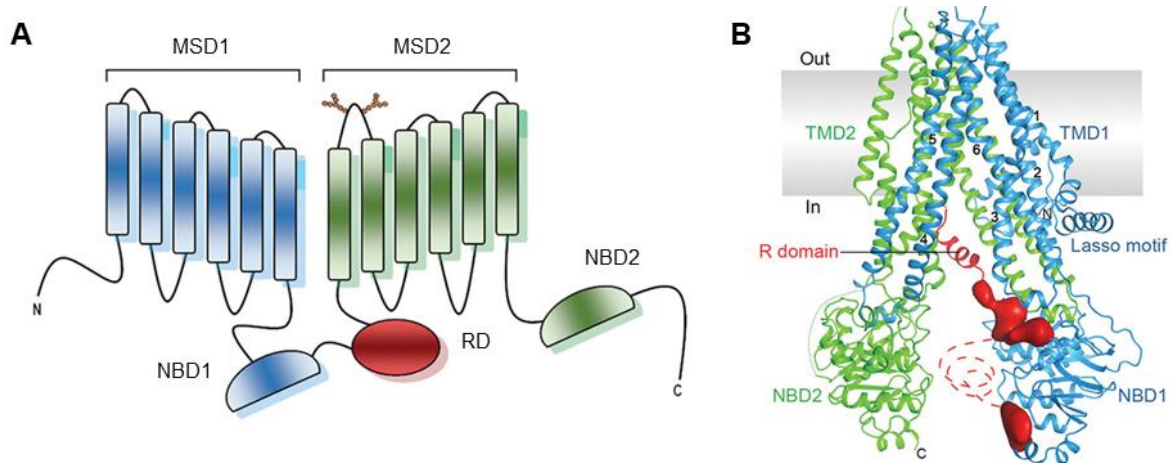 A
MSD1
MSD2
N
NBD1
RD
NBD2
C
B
Out
TMD2
5
6
1
TMD1
2
In
3
N
4
Lasso motif
R domain
NBD2
NBD1
C